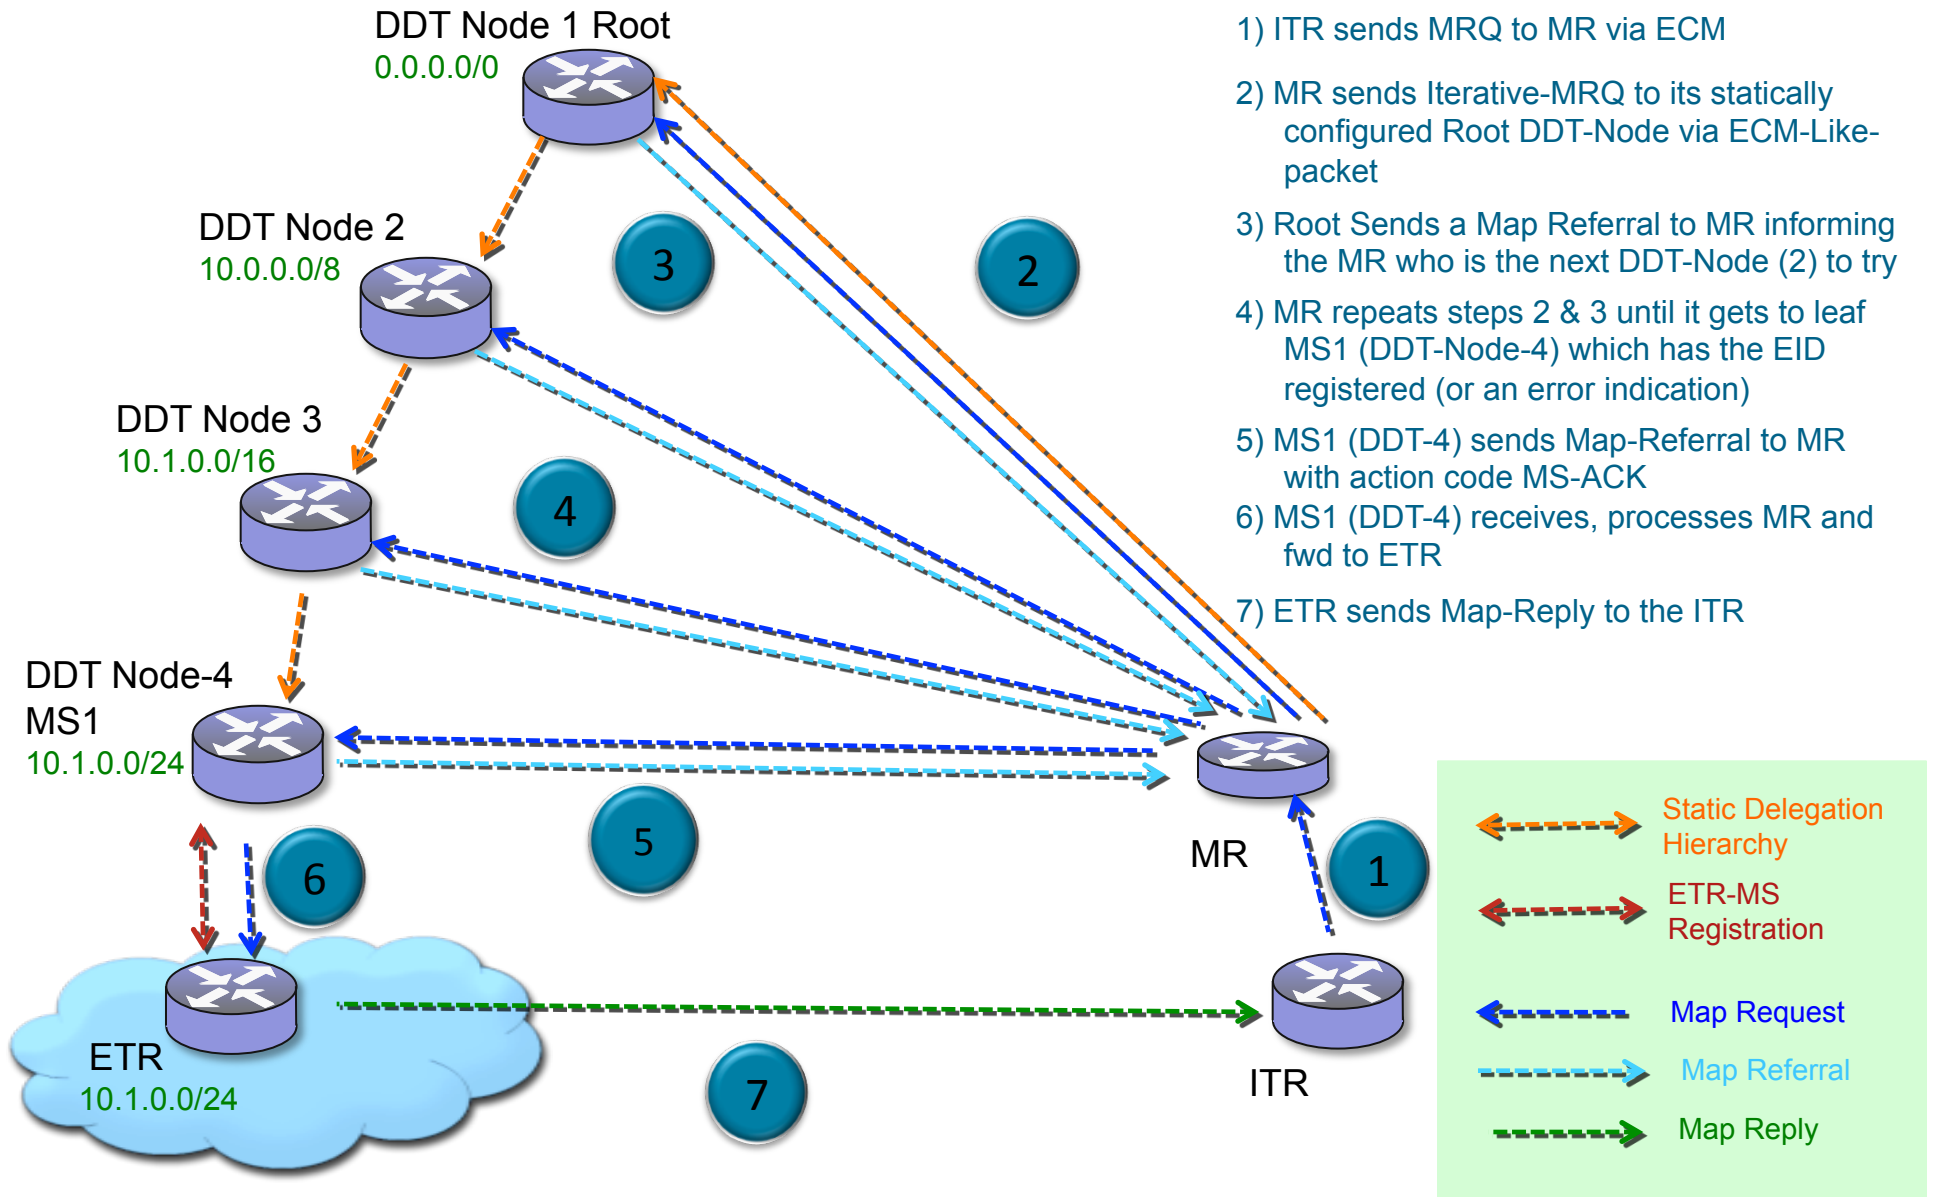 DDT Node 1 Root
0.0.0.0/0
DDT Node 2
10.0.0.0/8
DDT Node 3
10.1.0.0/16
DDT Node-4
MS1
10.1.0.0/24
ETR
10.1.0.0/24
MR
ITR
3
2
4
5
6
1
7
1) ITR sends MRQ to MR via ECM
2) MR sends Iterative-MRQ to its statically
configured Root DDT-Node via ECM-Like-
packet
3) Root Sends a Map Referral to MR informing
the MR who is the next DDT-Node (2) to try
4) MR repeats steps 2 & 3 until it gets to leaf
MS1 (DDT-Node-4) which has the EID
registered (or an error indication)
5) MS1 (DDT-4) sends Map-Referral to MR
with action code MS-ACK
6) MS1 (DDT-4) receives, processes MR and
fwd to ETR
7) ETR sends Map-Reply to the ITR
Static Delegation
Hierarchy
ETR-MS
Registration
Map Request
Map Referral
Map Reply